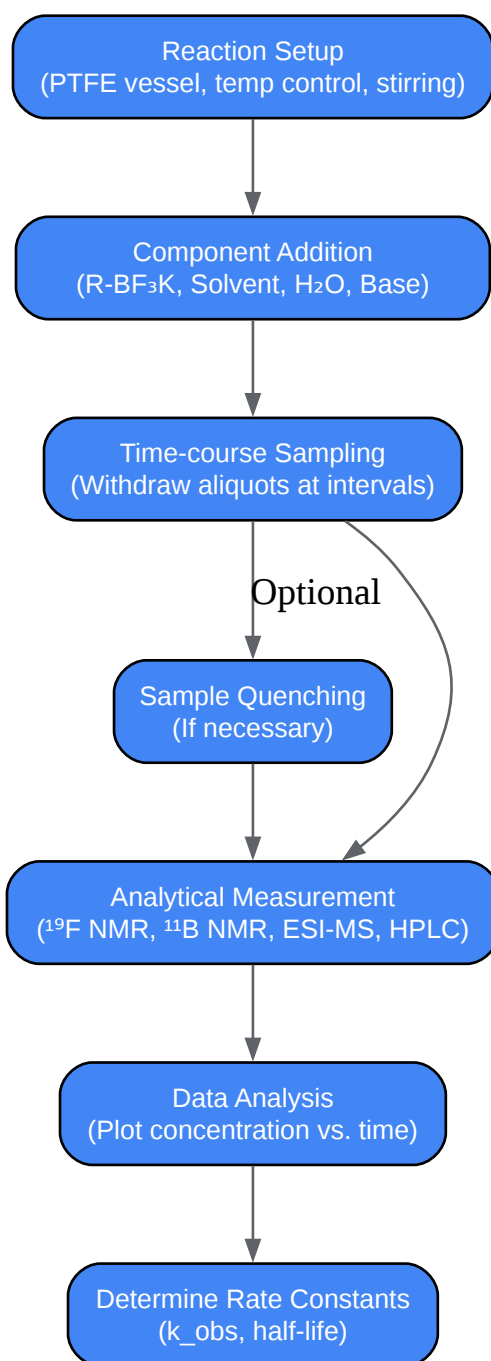 Reaction Setup
(PTFE vessel, temp control, stirring)
Component Addition
(R-BF₃K, Solvent, H₂O, Base)
Time-course Sampling
(Withdraw aliquots at intervals)
Optional
Sample Quenching
(If necessary)
Analytical Measurement
(¹⁹F NMR, ¹¹B NMR, ESI-MS, HPLC)
Data Analysis
(Plot concentration vs. time)
Determine Rate Constants
(k_obs, half-life)